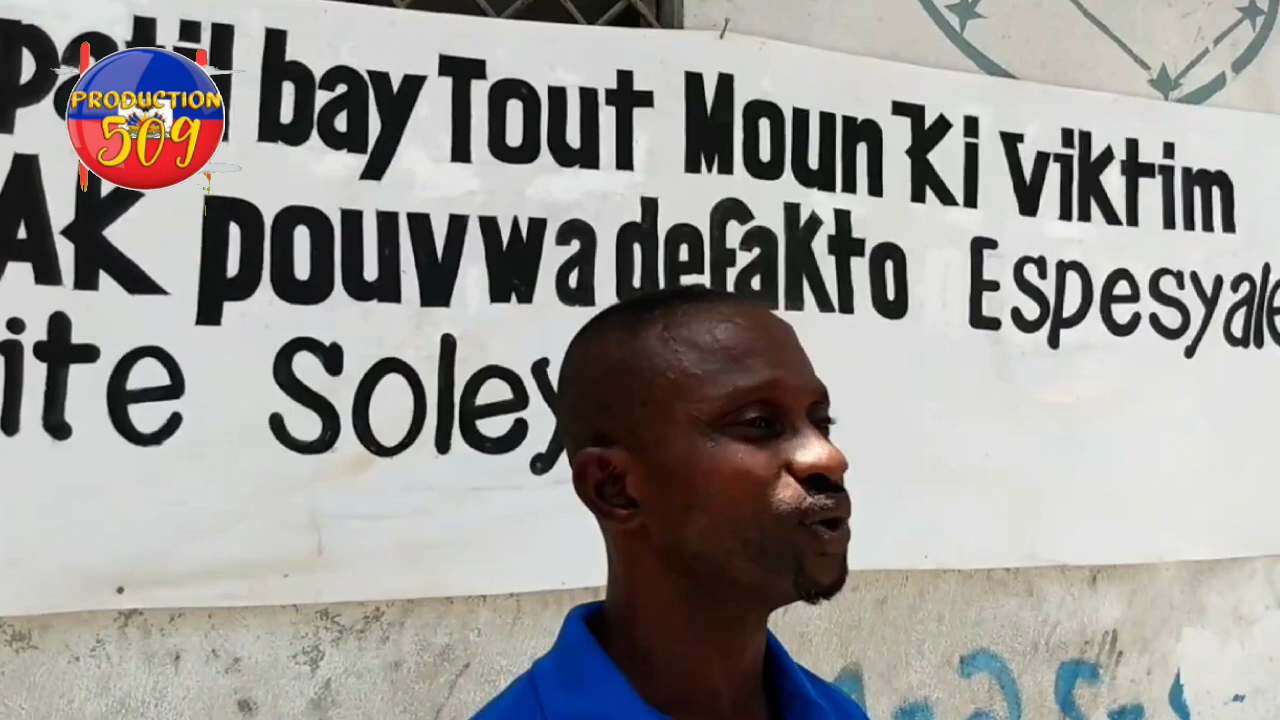 bay Tout Moun Ki viktim
AK pouvwa defakto Espesyale
ite Soley
PRODUCTION
509